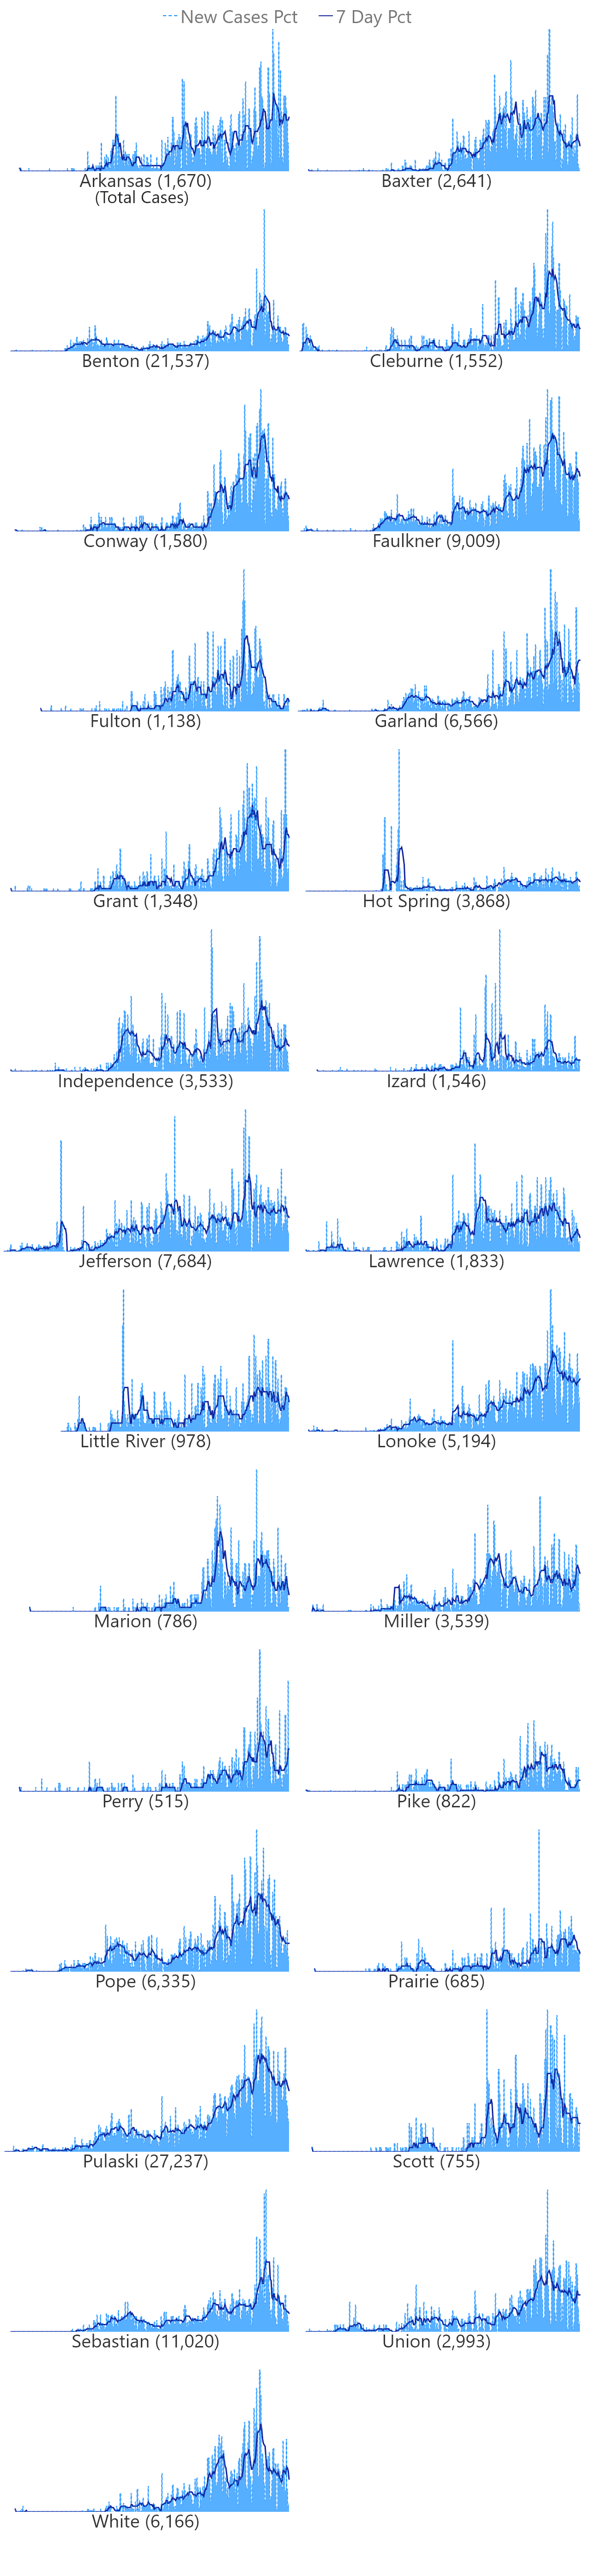 New Cases Pct 7 Day Pct
Arkansas (1,670)
(Total Cases)
Baxter (2,641)
Benton (21,537)
Cleburne (1,552)
Conway (1,580)
Faulkner (9,009)
Fulton (1,138)
Garland (6,566)
Grant (1,348)
Hot Spring (3,868)
Independence (3,533)
Izard (1,546)
Jefferson (7,684)
Lawrence (1,833)
Little River (978)
Lonoke (5,194)
Marion (786)
Miller (3,539)
Perry (515)
Pike (822)
Pope (6,335)
Prairie (685)
Pulaski (27,237)
Scott (755)
Sebastian (11,020)
Union (2,993)
White (6,166)